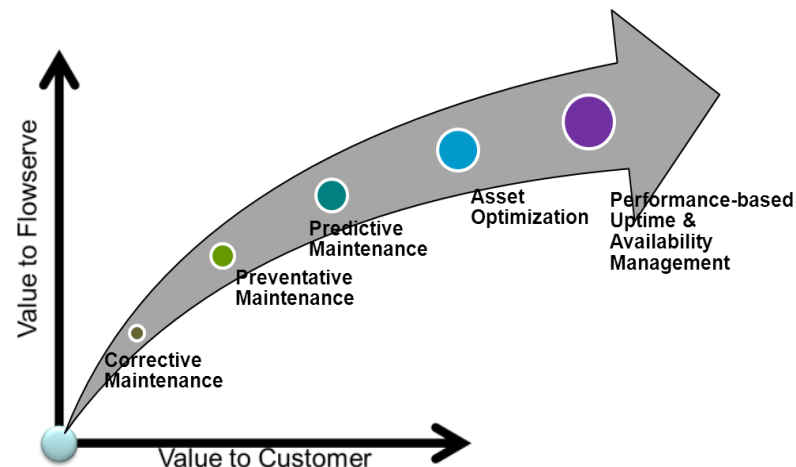 Value to Flowserve
Performance-based
Uptime &
Availability
Management
Asset
Optimization
Predictive
Maintenance
Preventative
Maintenance
Corrective
Maintenance
Value to Customer